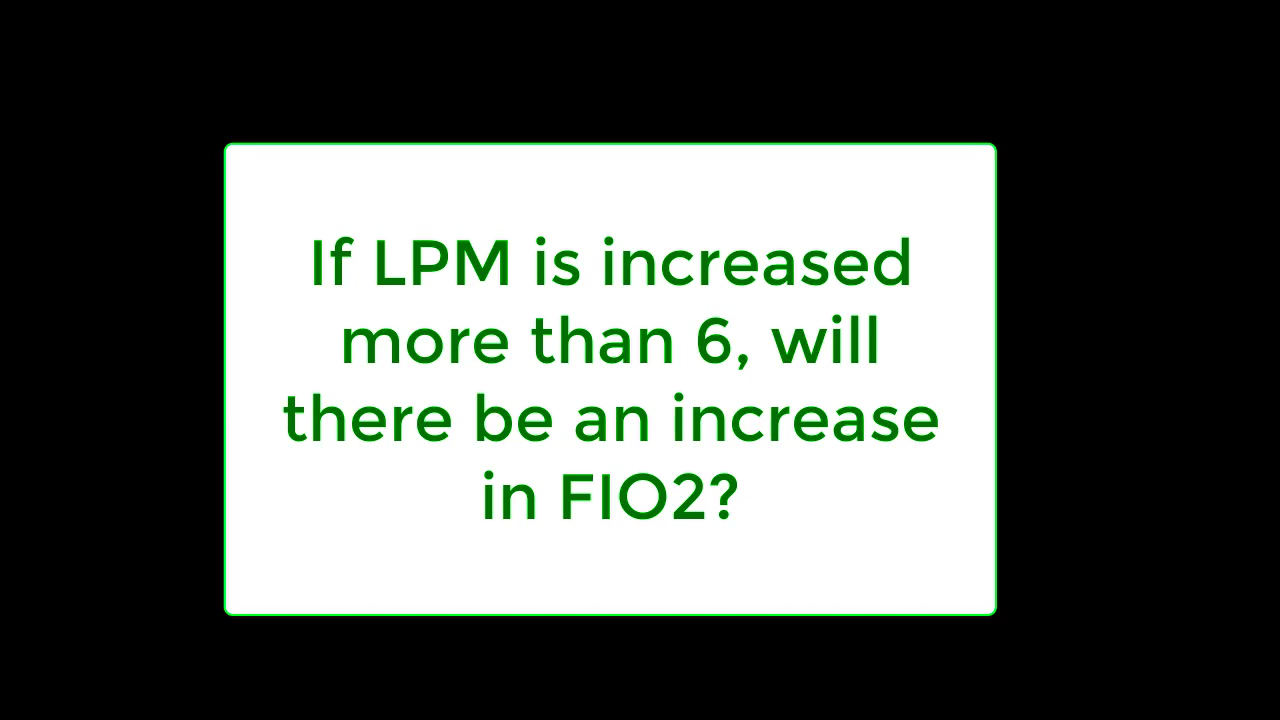 If LPM is increased
more than 6, will
there be an increase
in FIO2?